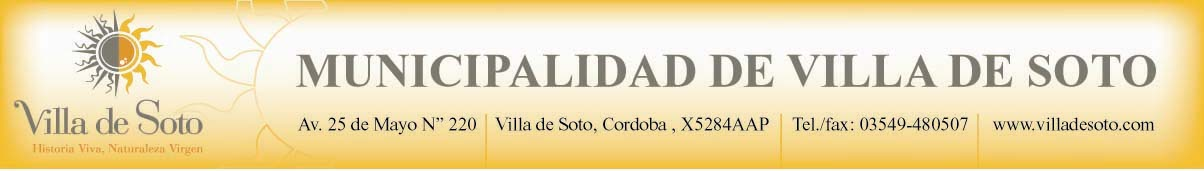 MUNICIPALIDAD DE VILLA DE SOTO
Villa de Soto
Historia Viva, Naturaleza Virgen
Av. 25 de Mayo N” 220 Villa de Soto, Cordoba , X5284AAP Tel./fax: 03549-480507 www.villadesoto.com